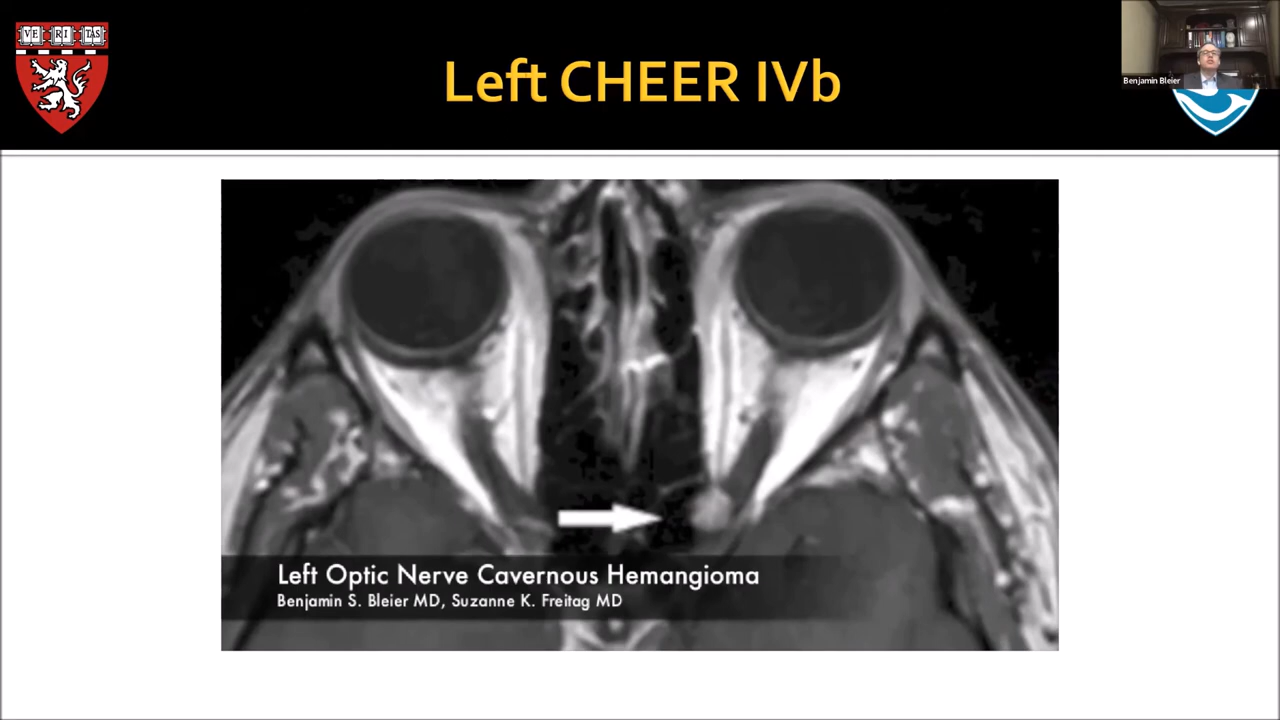 VE RI TAS
Left CHEER IVb
Benjamin Bleier
Left Optic Nerve Cavernous Hemangioma
Benjamin S. Bleier MD, Suzanne K. Freitag MD